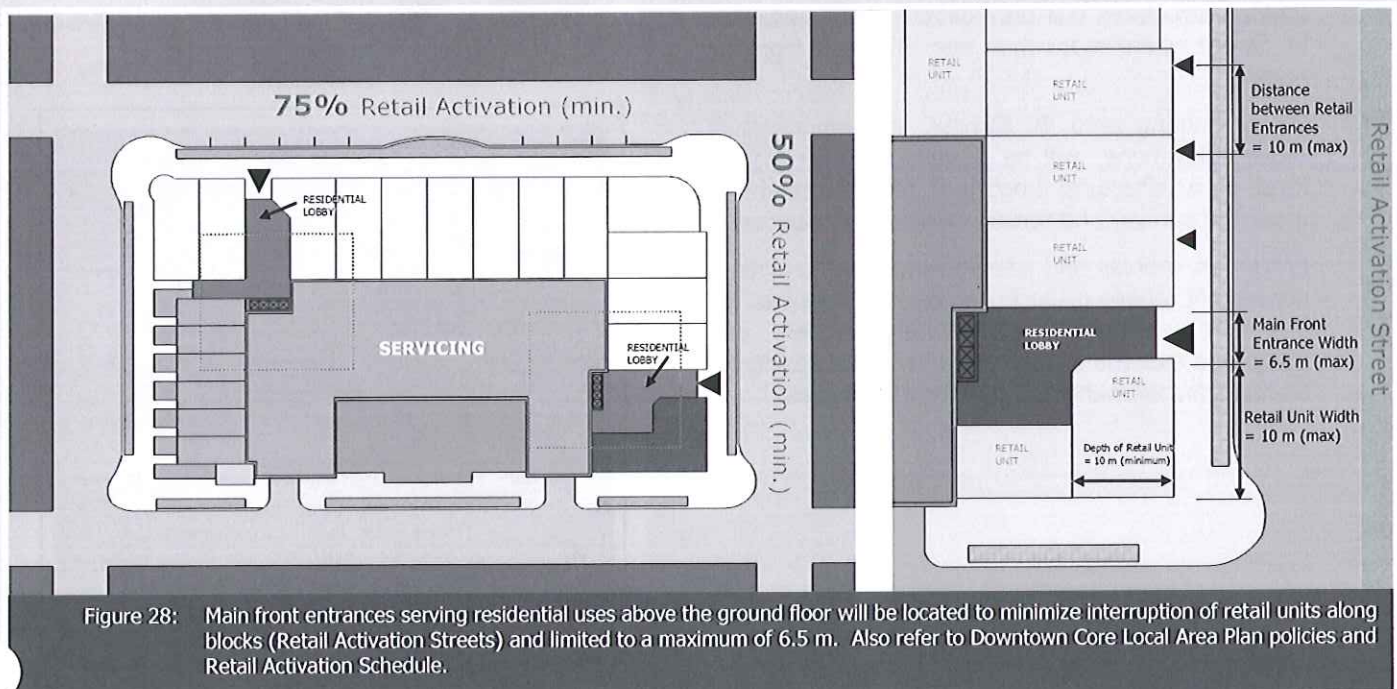 75% Retail Activation (min.)
50% Retail Activation (min.)
RESIDENTIAL
LOBBY
SERVICING
RESIDENTIAL
LOBBY
RETAIL
UNIT
RETAIL
UNIT
RETAIL
UNIT
RETAIL
UNIT
RESIDENTIAL
LOBBY
RETAIL
UNIT
RETAIL
UNIT
Depth of Retail Unit
= 10 m (minimum)
Distance
between Retail
Entrances
= 10 m (max)
Main Front
Entrance Width
= 6.5 m (max)
Retail Unit Width
= 10 m (max)
Retail Activation Street
Figure 28: Main front entrances serving residential uses above the ground floor will be located to minimize interruption of retail units along
blocks (Retail Activation Streets) and limited to a maximum of 6.5 m. Also refer to Downtown Core Local Area Plan policies and
Retail Activation Schedule.